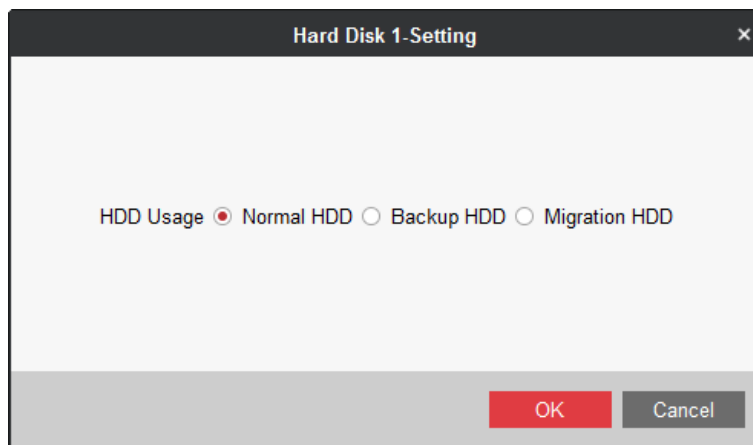 Hard Disk 1-Setting
HDD Usage Normal HDD Backup HDD Migration HDD
OK Cancel